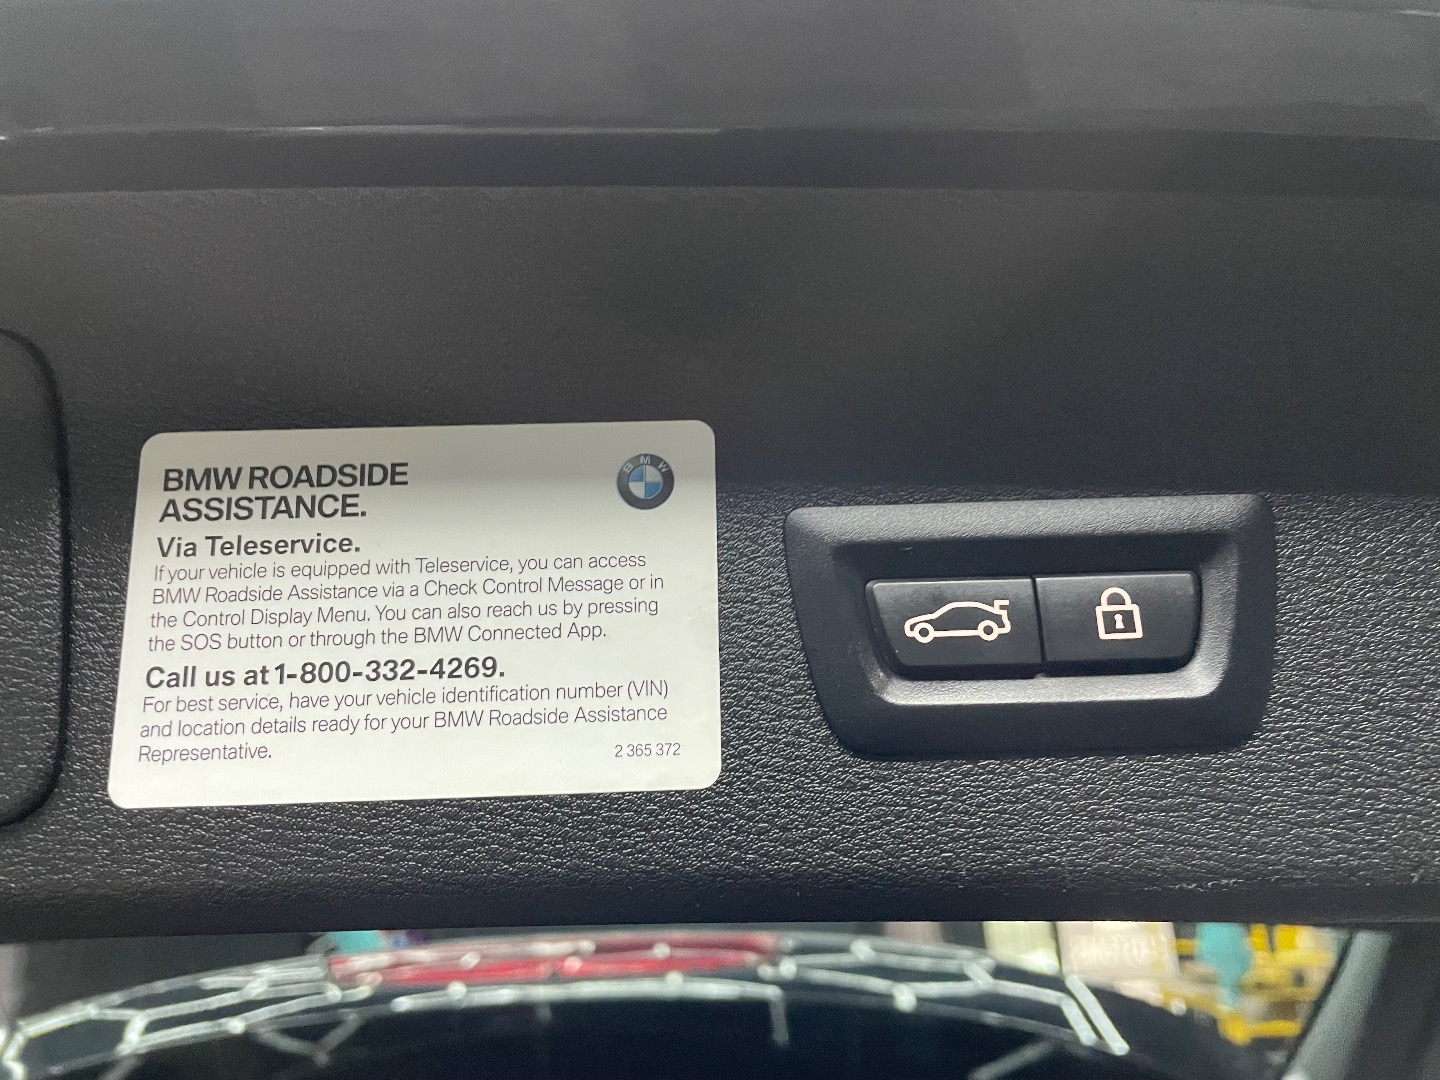 BMW ROADSIDE
ASSISTANCE.
BMW
Via Teleservice.
If your vehicle is equipped with Teleservice, you can access
BMW Roadside Assistance via a Check Control Message or in
the Control Display Menu. You can also reach us by pressing
the SOS button or through the BMW Connected App.
Call us at 1-800-332-4269.
For best service, have your vehicle identification number (VIN)
and location details ready for your BMW Roadside Assistance
Representative.
2 365 372